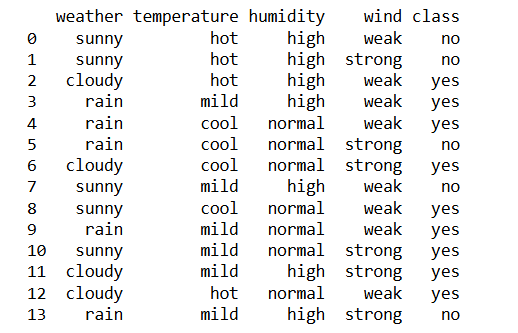 weather temperature humidity wind class
0 sunny hot high weak no
1 sunny hot high strong no
2 cloudy hot high weak yes
3 rain mild high weak yes
4 rain cool normal weak yes
5 rain cool normal strong no
6 cloudy cool normal strong yes
7 sunny mild high weak no
8 sunny cool normal weak yes
9 rain mild normal weak yes
10 sunny mild normal strong yes
11 cloudy mild high strong yes
12 cloudy hot normal weak yes
13 rain mild high strong no